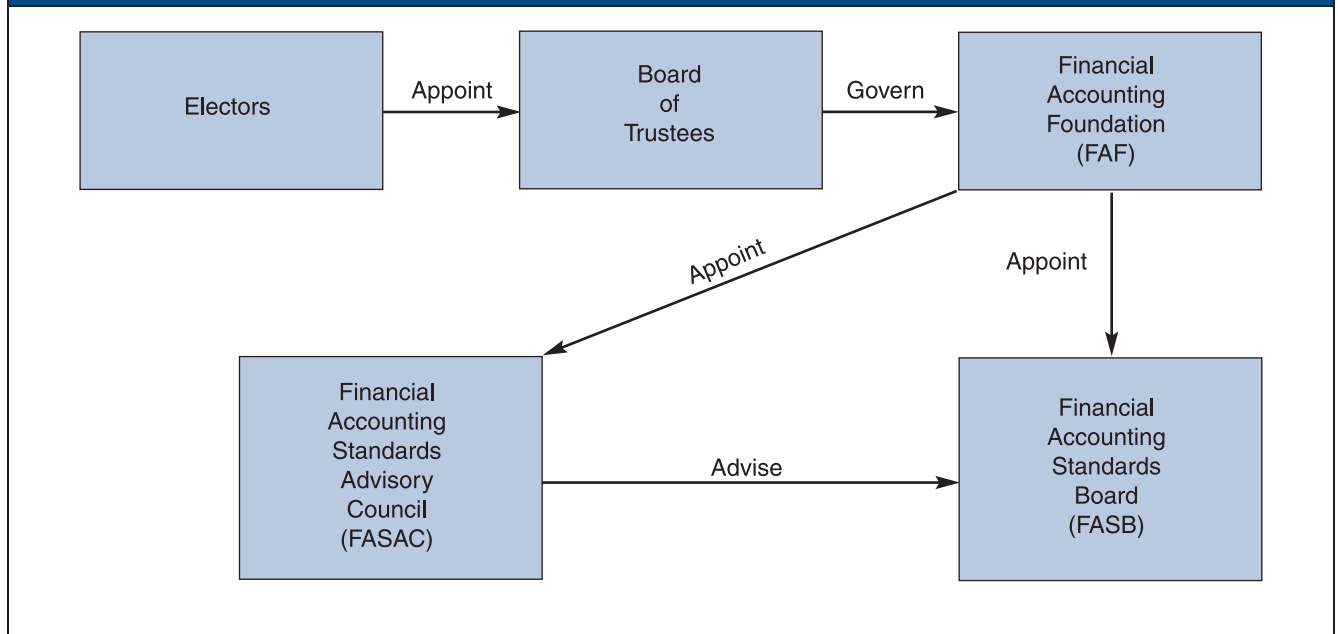 Electors
Appoint
Board
of
Trustees
Govern
Financial
Accounting
Foundation
(FAF)
Appoint
Appoint
Financial
Accounting
Standards
Advisory
Council
(FASAC)
Advise
Financial
Accounting
Standards
Board
(FASB)